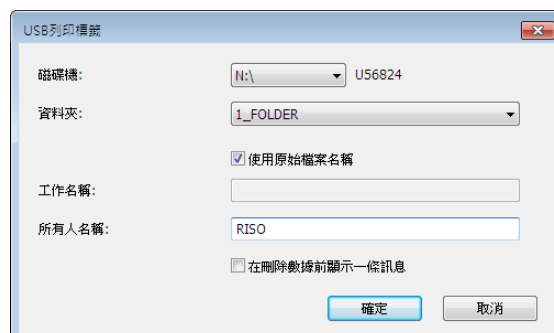 USB列印標籤
磁碟機: N:\ U56824
資料夾: 1_FOLDER
使用原始檔案名稱
工作名稱:
所有人名稱: RISO
在刪除數據前顯示一條訊息
確定 取消